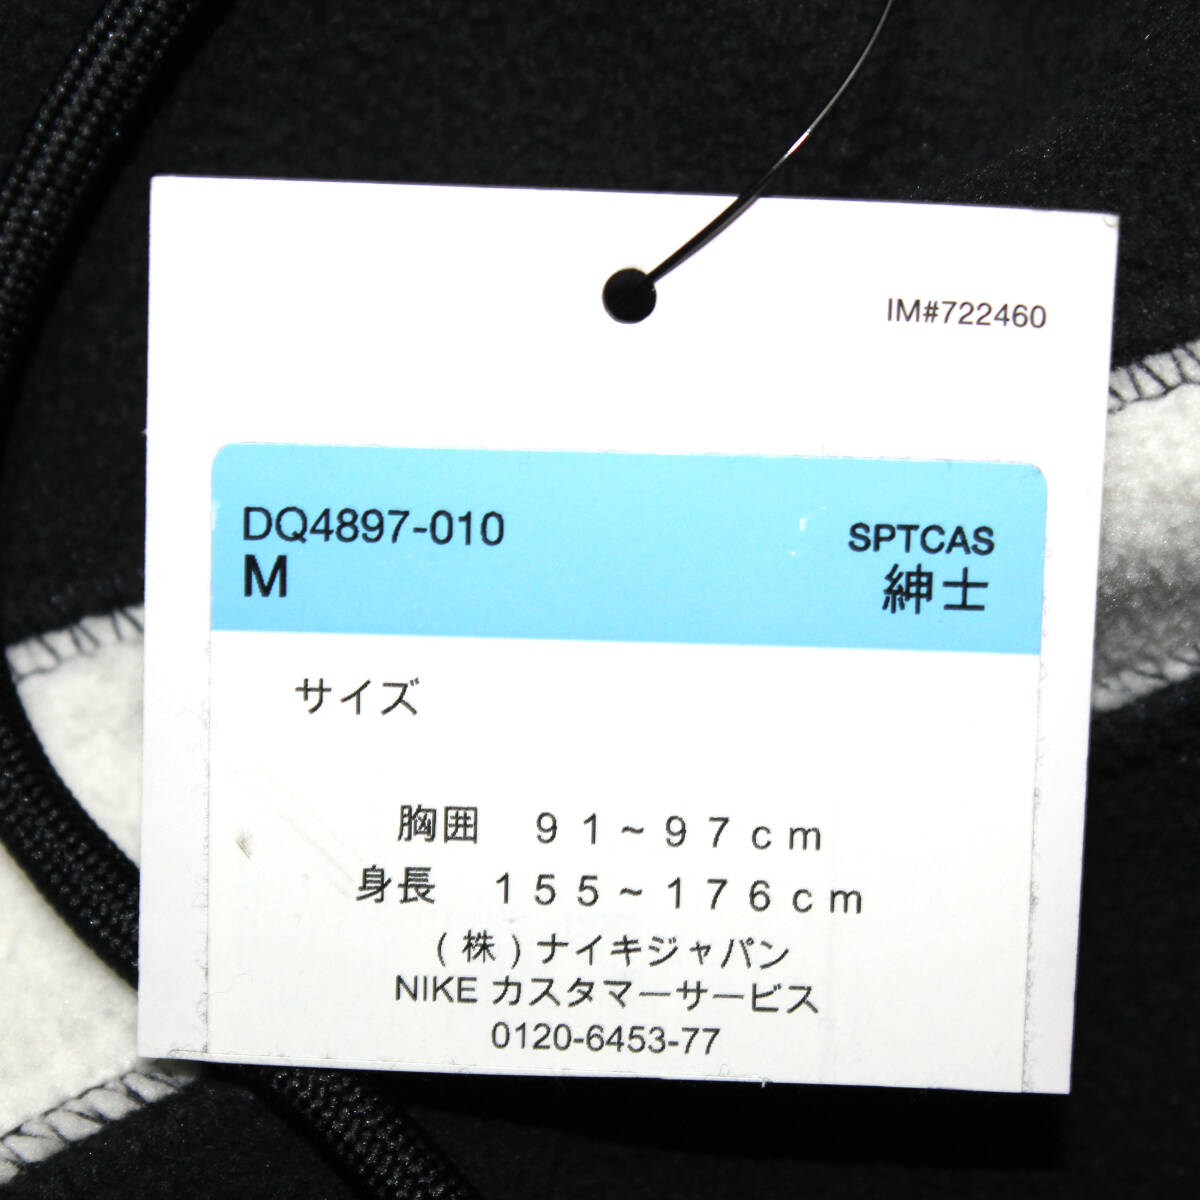 IM#722460
DQ4897-010
SPTCAS
M
紳士
サイズ
胸囲　９１～９７ｃｍ
身長　１５５～１７６ｃｍ
(株)ナイキジャパン
NIKE カスタマーサービス
0120-6453-77